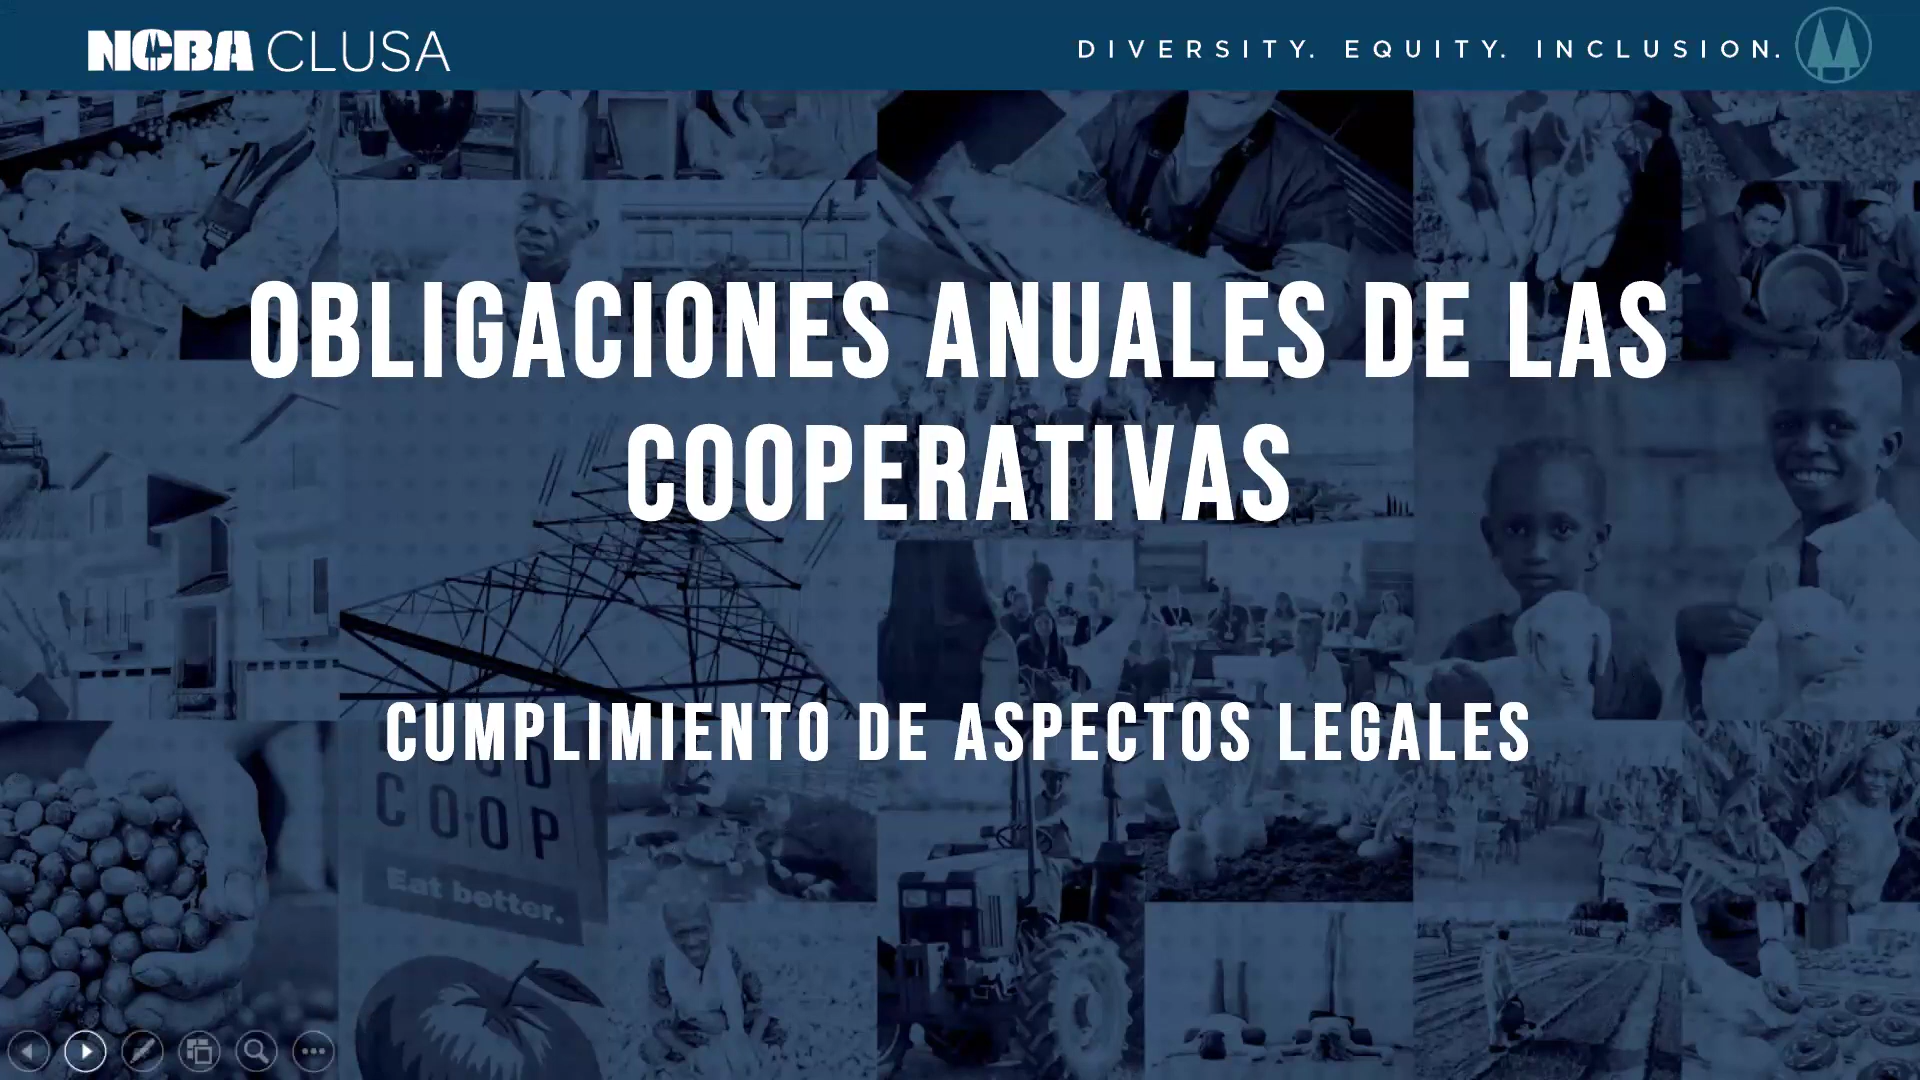 NCBA CLUSA
DIVERSITY. EQUITY. INCLUSION.
OBLIGACIONES ANUALES DE LAS
COOPERATIVAS
CUMPLIMIENTO DE ASPECTOS LEGALES
COOP
Eat better.